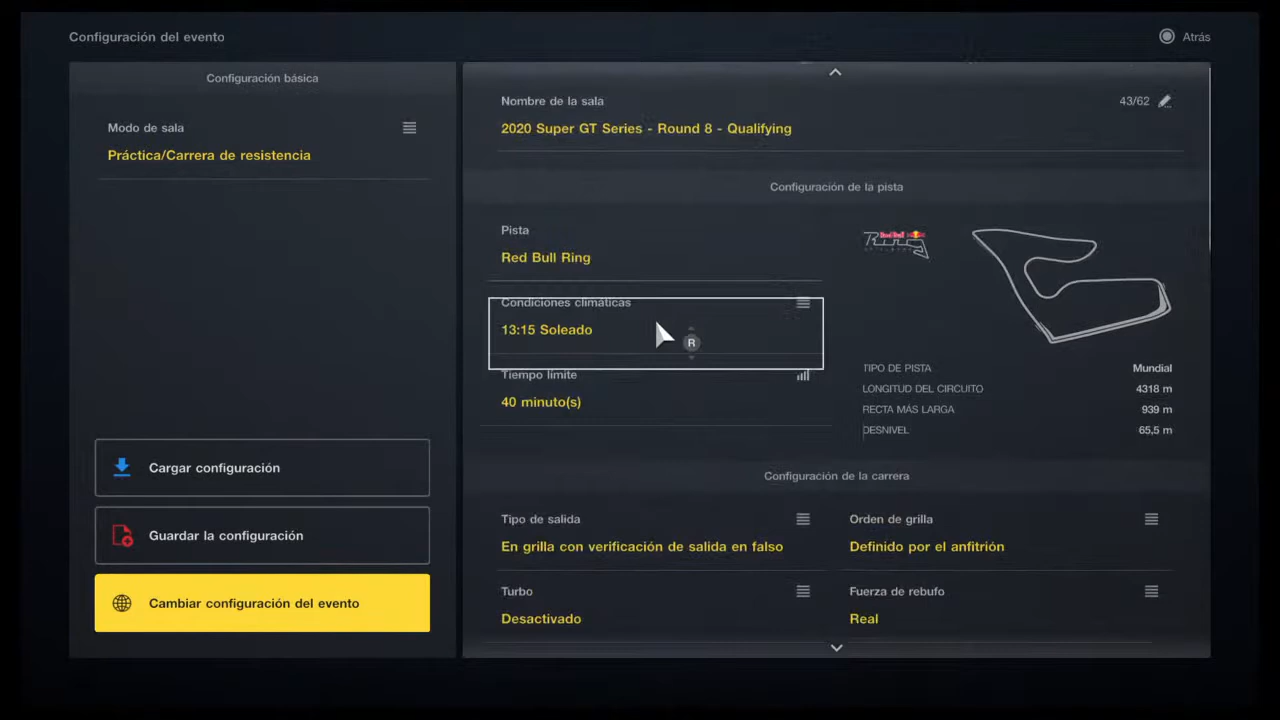 Configuración del evento
Atrás
Configuración básica
Modo de sala
Práctica/Carrera de resistencia
Cargar configuración
Guardar la configuración
Cambiar configuración del evento
Nombre de la sala
43/62
2020 Super GT Series - Round 8 - Qualifying
Configuración de la pista
Pista
Red Bull Ring
Condiciones climáticas
13:15 Soleado
R
Tiempo límite
40 minuto(s)
Red Bull
Ring
TIPO DE PISTA Mundial
LONGITUD DEL CIRCUITO 4318 m
RECTA MÁS LARGA 939 m
DESNIVEL 65,5 m
Configuración de la carrera
Tipo de salida
En grilla con verificación de salida en falso
Orden de grilla
Definido por el anfitrión
Turbo
Desactivado
Fuerza de rebufo
Real